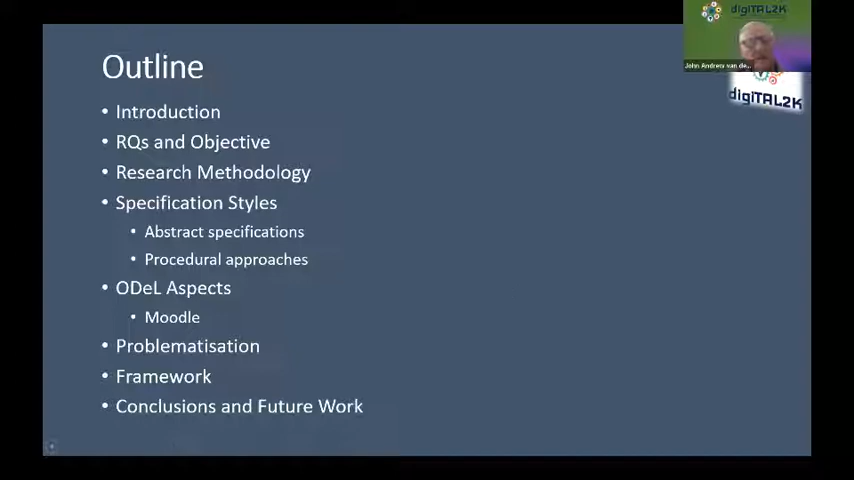 digiTAL2K
John Andrew van de...
digiTAL2K
Outline
• Introduction
• RQs and Objective
• Research Methodology
• Specification Styles
• Abstract specifications
• Procedural approaches
• ODeL Aspects
• Moodle
• Problematisation
• Framework
• Conclusions and Future Work